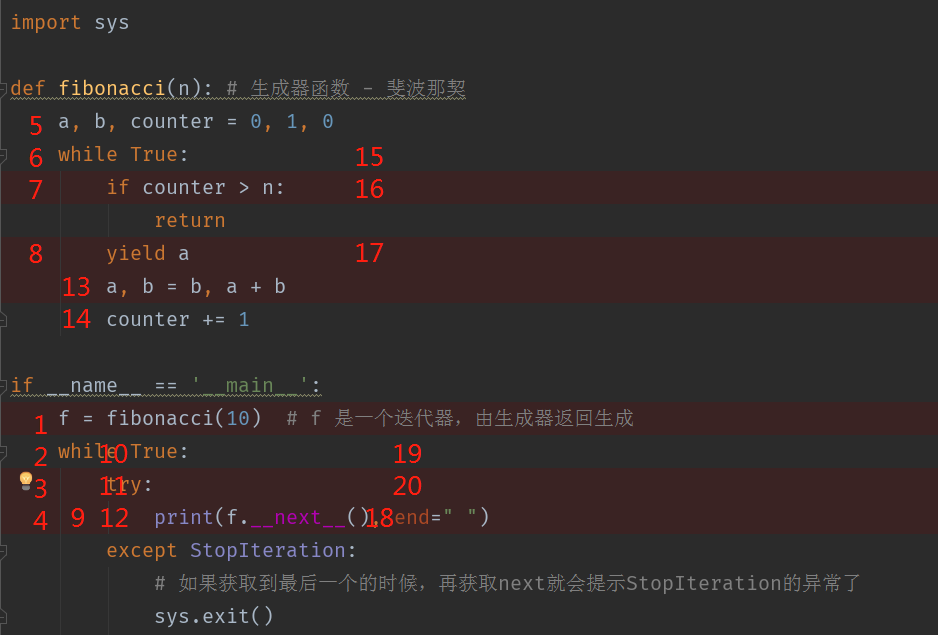 import sys
def fibonacci(n): # 生成器函数 - 斐波那契
5 a, b, counter = 0, 1, 0
6 while True: 15
7 if counter > n: 16
return
8 yield a 17
13 a, b = b, a + b
14 counter += 1
if __name__ == '__main__':
1 f = fibonacci(10) # f 是一个迭代器，由生成器返回生成
2 while True: 10 19
3 try: 11 20
4 9 12 print(f.__next__(), end=" ") 18
except StopIteration:
# 如果获取到最后一个的时候，再获取next就会提示StopIteration的异常了
sys.exit()